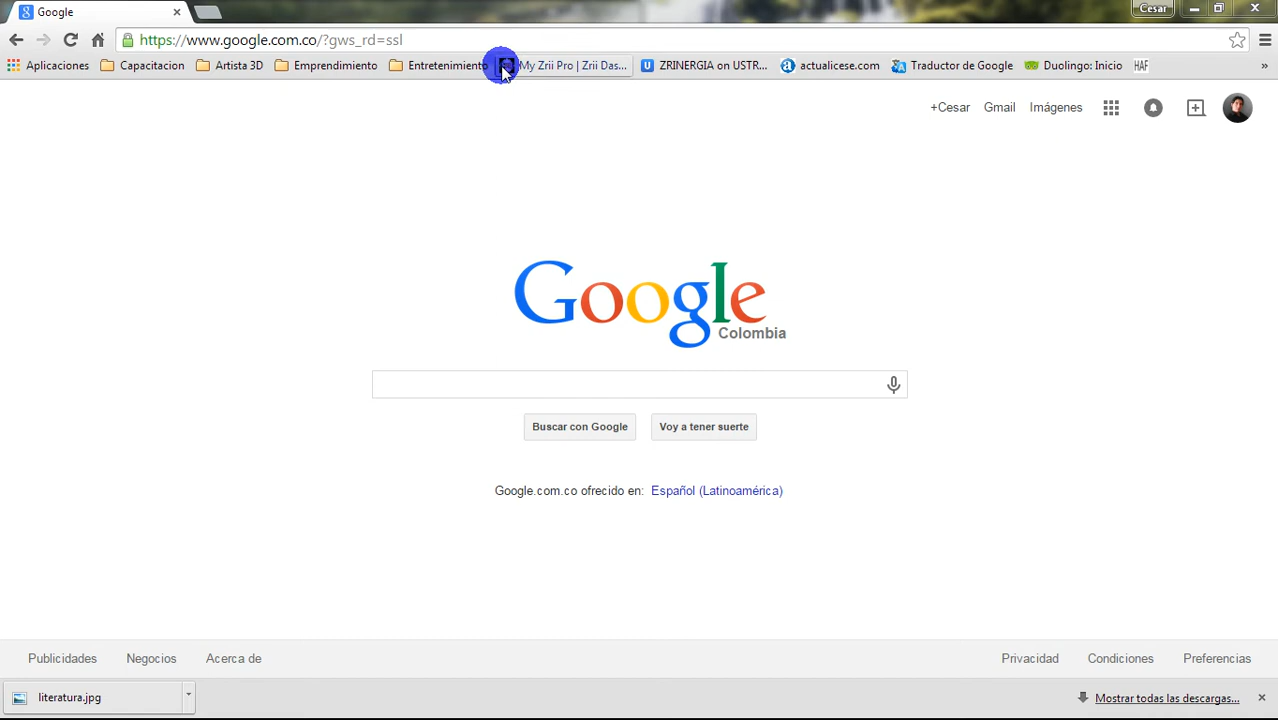 Google
Cesar
https://www.google.com.co/?gws_rd=ssl
Aplicaciones Capacitacion Artista 3D Emprendimiento Entretenimiento My Zrii Pro | Zrii Das... ZRINERGIA on USTR... actualicese.com Traductor de Google Duolingo: Inicio HAF »
+Cesar Gmail Imágenes
Google
Colombia
Buscar con Google Voy a tener suerte
Google.com.co ofrecido en: Español (Latinoamérica)
Publicidades Negocios Acerca de Privacidad Condiciones Preferencias
literatura.jpg Mostrar todas las descargas...